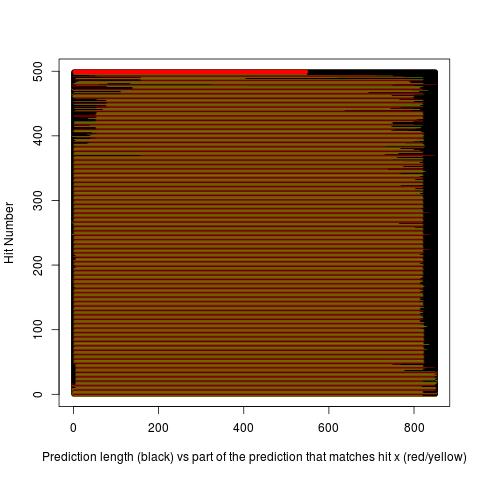 500
400
300
200
100
0
Hit Number
0 200 400 600 800
Prediction length (black) vs part of the prediction that matches hit x (red/yellow)